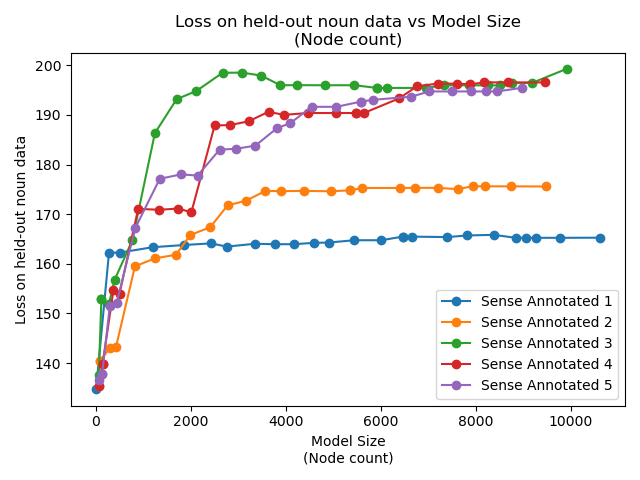 Loss on held-out noun data vs Model Size
(Node count)
Loss on held-out noun data
200
190
180
170
160
150
140
0 2000 4000 6000 8000 10000
Model Size
(Node count)
Sense Annotated 1
Sense Annotated 2
Sense Annotated 3
Sense Annotated 4
Sense Annotated 5